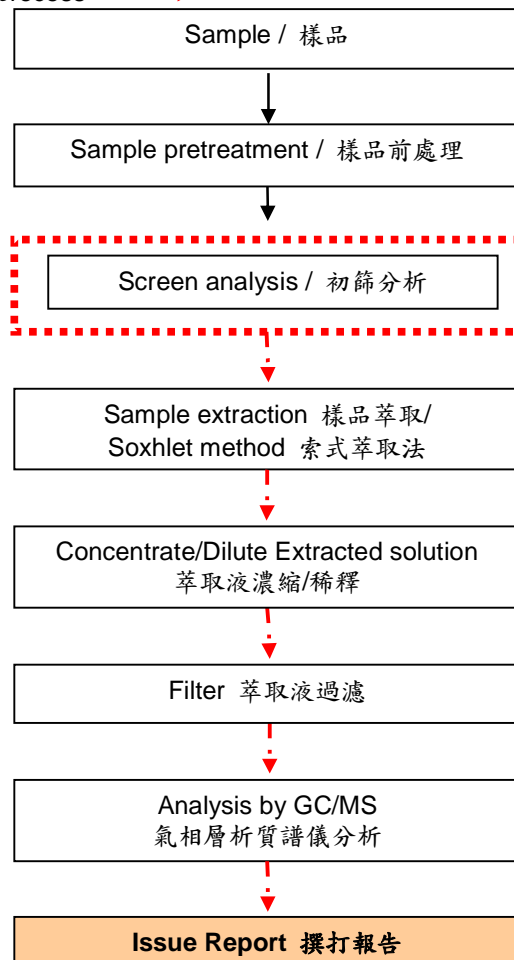 Sample / 樣品
Sample pretreatment / 樣品前處理
Screen analysis / 初篩分析
Sample extraction 樣品萃取/
Soxhlet method 索式萃取法
Concentrate/Dilute Extracted solution
萃取液濃縮/稀釋
Filter 萃取液過濾
Analysis by GC/MS
氣相層析質譜儀分析
Issue Report 撰打報告